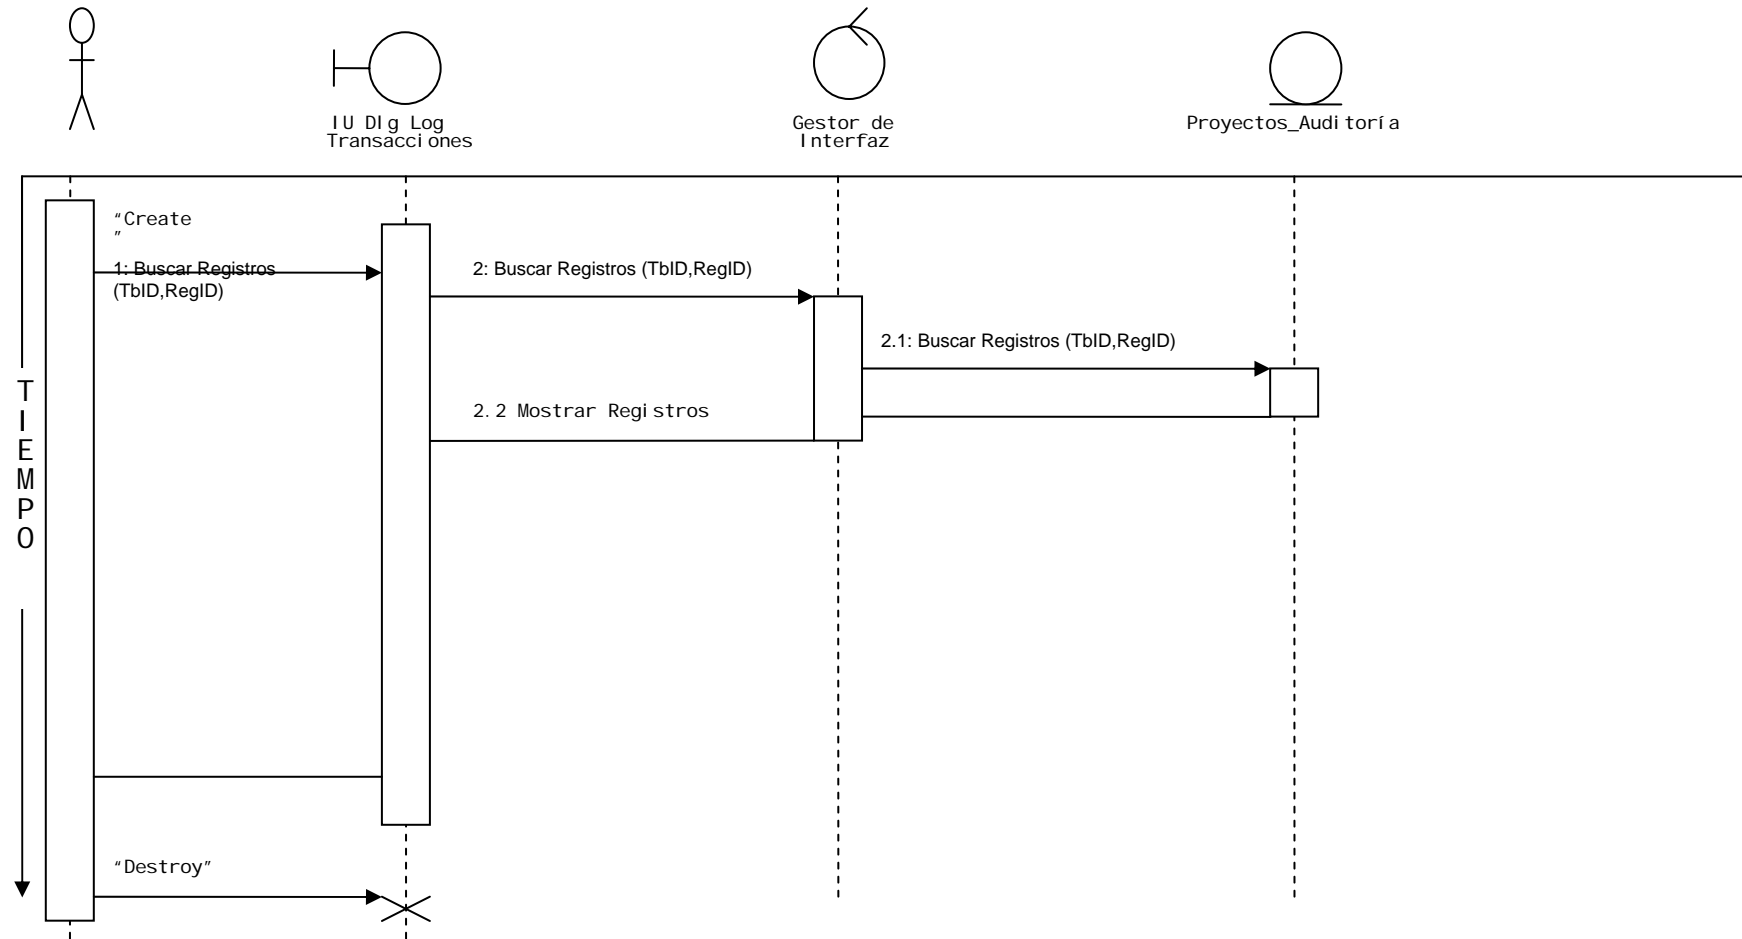 IU DIg Log
Transacciones
Gestor de
Interfaz
Proyectos_Auditoría
“Create
”
1: Buscar Registros
(TbID,RegID)
2: Buscar Registros (TbID,RegID)
2.1: Buscar Registros (TbID,RegID)
2.2 Mostrar Registros
T
I
E
M
P
O
“Destroy”